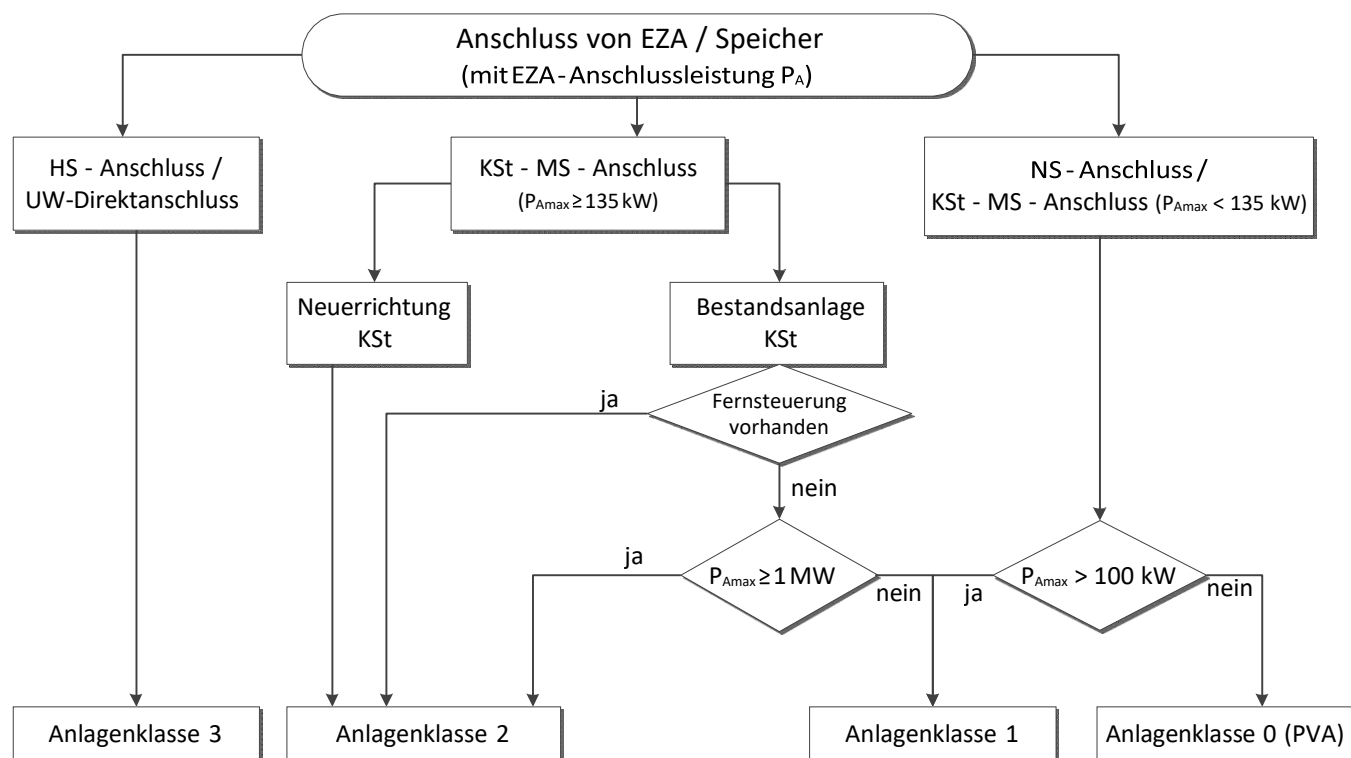 Anschluss von EZA / Speicher
(mit EZA-Anschlussleistung PA)
HS - Anschluss /
UW-Direktanschluss
KSt - MS - Anschluss
(PAmax ≥ 135 kW)
NS - Anschluss /
KSt - MS - Anschluss (PAmax < 135 kW)
Neuerrichtung
KSt
Bestandsanlage
KSt
ja
Fernsteuerung
vorhanden
nein
ja
PAmax ≥ 1 MW
nein
ja
PAmax > 100 kW
nein
Anlagenklasse 3
Anlagenklasse 2
Anlagenklasse 1
Anlagenklasse 0 (PVA)